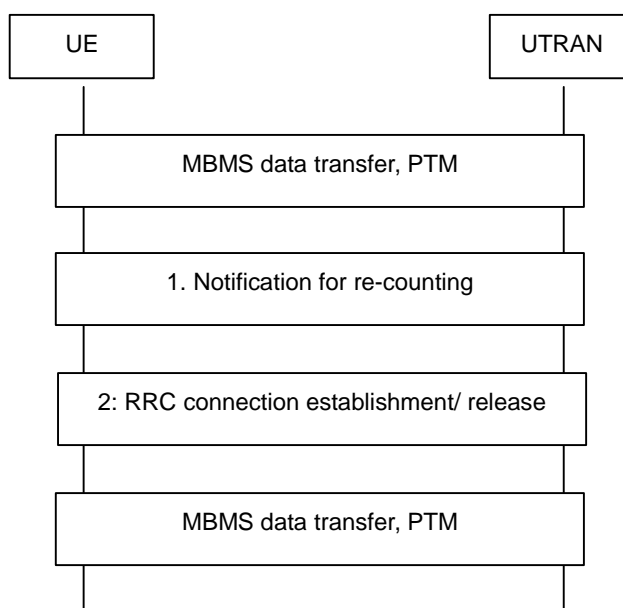 UE
UTRAN
MBMS data transfer, PTM
1. Notification for re-counting
2: RRC connection establishment/ release
MBMS data transfer, PTM